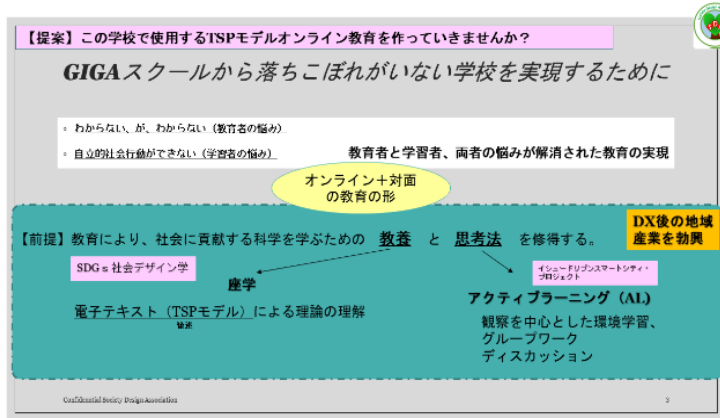 【提案】この学校で使用するTSPモデルオンライン教育を作っていきませんか？
GIGAスクールから落ちこぼれがいない学校を実現するために
◦ わからない、が、わからない（教育者の悩み）
◦ 自立的社会行動ができない（学習者の悩み）
教育者と学習者、両者の悩みが解消された教育の実現
オンライン＋対面
の教育の形
DX後の地域
産業を勃興
【前提】教育により、社会に貢献する科学を学ぶための 教養 と 思考法 を修得する。
SDGs社会デザイン学
座学
電子テキスト（TSPモデル）による理論の理解
イシュードリブンスマートシティ・
プロジェクト
アクティブラーニング（AL)
観察を中心とした環境学習、
グループワーク
ディスカッション
Confidential Society Design Association
3